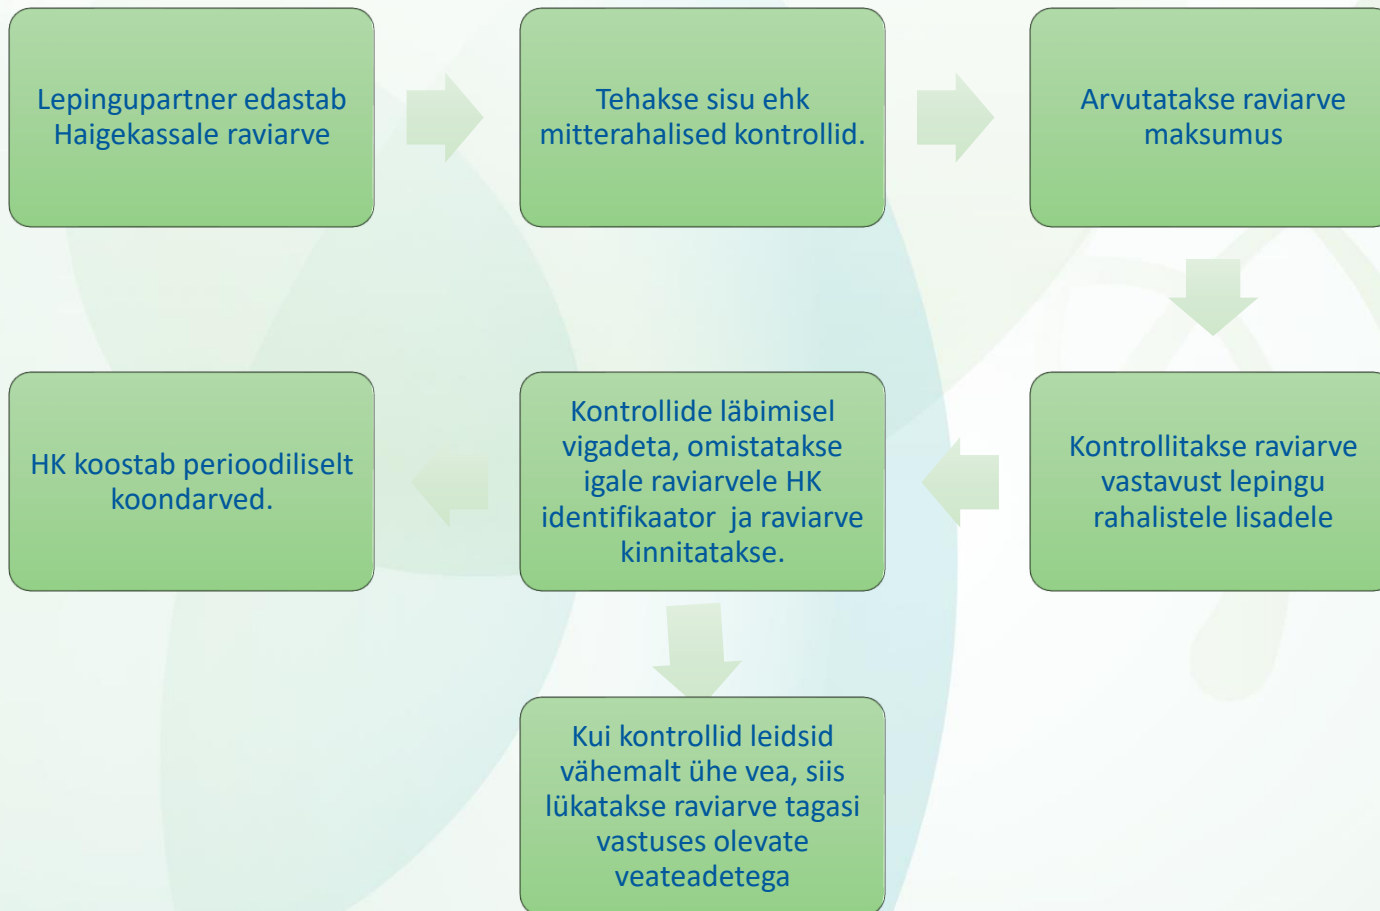 Lepingupartner edastab
Haigekassale raviarve
Tehakse sisu ehk
mitterahalised kontrollid.
Arvutatakse raviarve
maksumus
Kontrollitakse raviarve
vastavust lepingu
rahalistele lisadele
Kontrollide läbimisel
vigadeta, omistatakse
igale raviarvele HK
identifikaator ja raviarve
kinnitatakse.
HK koostab perioodiliselt
koondarved.
Kui kontrollid leidsid
vähemalt ühe vea, siis
lükatakse raviarve tagasi
vastuses olevate
veateadetega